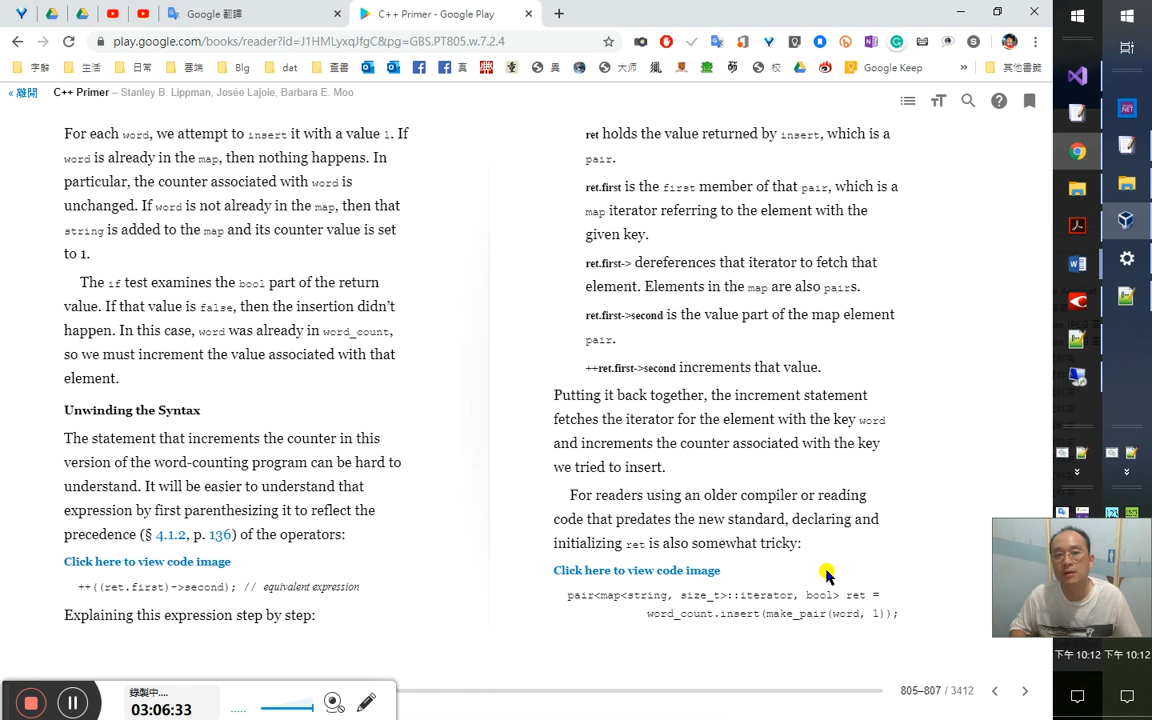 Google 翻譯
C++ Primer - Google Play
play.google.com/books/reader?id=J1HMLyxqJfgC&pg=GBS.PT805.w.7.2.4
字辭
生活
日常
雲端
Blg
dat
查書
真
異
大师
校
Google Keep
»
其他書籤
« 離開
C++ Primer – Stanley B. Lippman, Josée Lajoie, Barbara E. Moo
For each word, we attempt to insert it with a value 1. If
word is already in the map, then nothing happens. In
particular, the counter associated with word is
unchanged. If word is not already in the map, then that
string is added to the map and its counter value is set
to 1.
The if test examines the bool part of the return
value. If that value is false, then the insertion didn't
happen. In this case, word was already in word_count,
so we must increment the value associated with that
element.
Unwinding the Syntax
The statement that increments the counter in this
version of the word-counting program can be hard to
understand. It will be easier to understand that
expression by first parenthesizing it to reflect the
precedence (§ 4.1.2, p. 136) of the operators:
Click here to view code image
++((ret.first)->second); // equivalent expression
Explaining this expression step by step:
ret holds the value returned by insert, which is a
pair.
ret.first is the first member of that pair, which is a
map iterator referring to the element with the
given key.
ret.first-> dereferences that iterator to fetch that
element. Elements in the map are also pairs.
ret.first->second is the value part of the map element
pair.
++ret.first->second increments that value.
Putting it back together, the increment statement
fetches the iterator for the element with the key word
and increments the counter associated with the key
we tried to insert.
For readers using an older compiler or reading
code that predates the new standard, declaring and
initializing ret is also somewhat tricky:
Click here to view code image
pair<map<string, size_t>::iterator, bool> ret =
word_count.insert(make_pair(word, 1));
805–807 / 3412
錄製中....
03:06:33
下午 10:12
下午 10:12